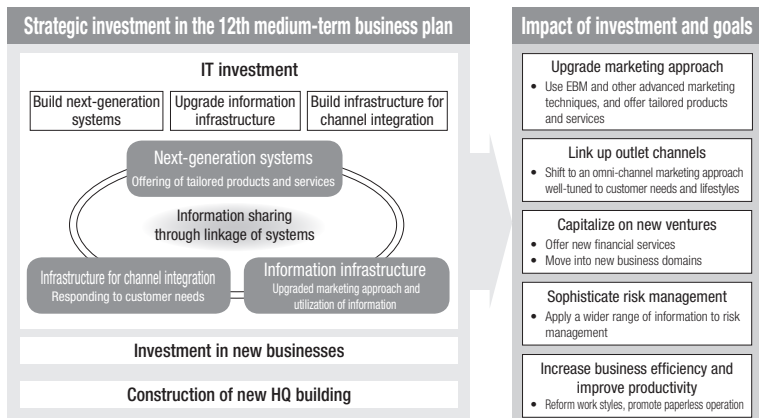 Strategic investment in the 12th medium-term business plan
IT investment
Build next-generation
systems
Upgrade information
infrastructure
Build infrastructure for
channel integration
Next-generation systems
Offering of tailored products and services
Information sharing
through linkage of systems
Infrastructure for channel integration
Responding to customer needs
Information infrastructure
Upgraded marketing approach and
utilization of information
Investment in new businesses
Construction of new HQ building
Impact of investment and goals
Upgrade marketing approach
• Use EBM and other advanced marketing
techniques, and offer tailored products
and services
Link up outlet channels
• Shift to an omni-channel marketing approach
well-tuned to customer needs and lifestyles
Capitalize on new ventures
• Offer new financial services
• Move into new business domains
Sophisticate risk management
• Apply a wider range of information to risk
management
Increase business efficiency and
improve productivity
• Reform work styles, promote paperless operation